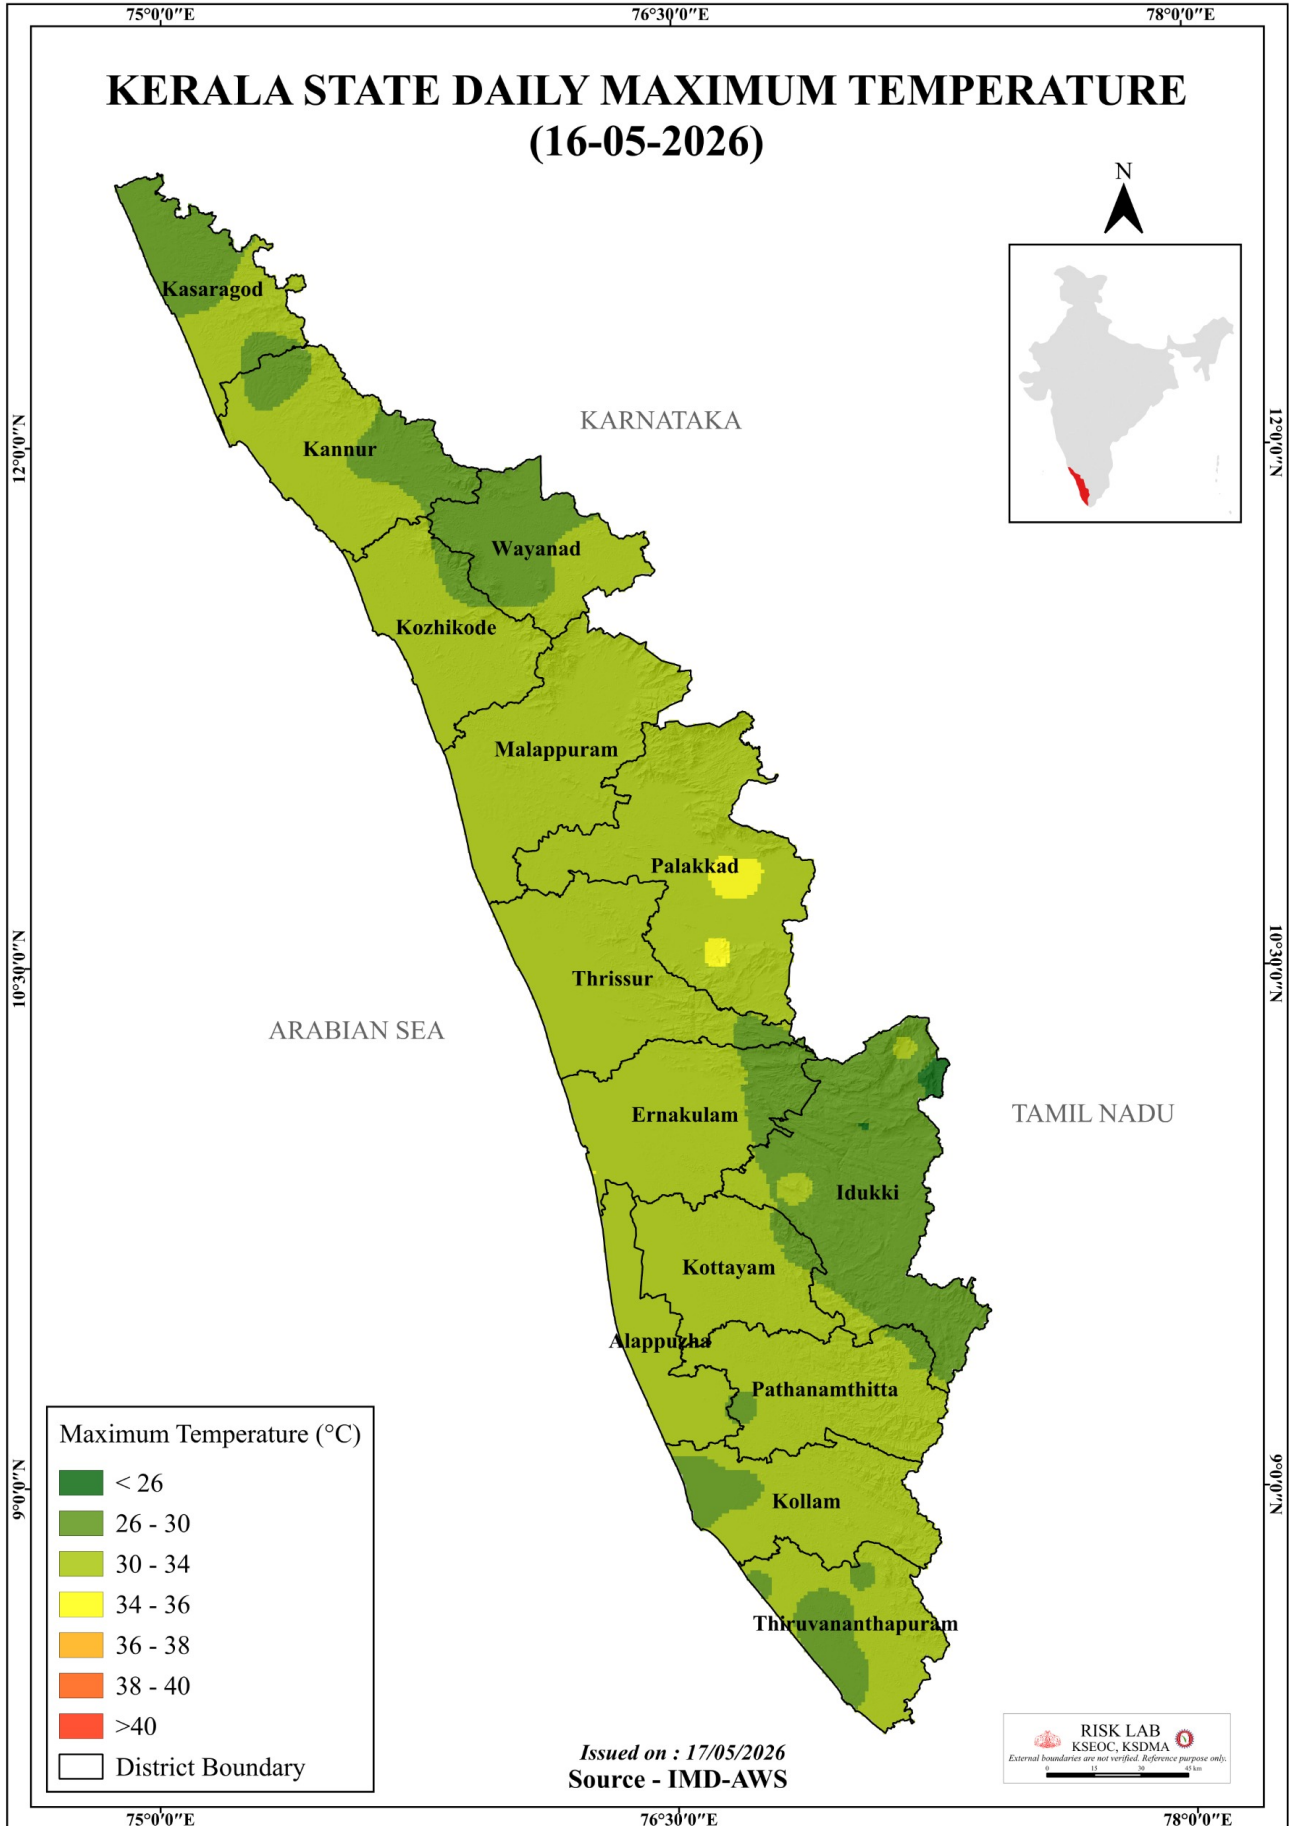 75°0'0"E 76°30'0"E 78°0'0"E
KERALA STATE DAILY MAXIMUM TEMPERATURE
(16-05-2026)
N
Kasaragod
KARNATAKA
12°0'0"N
12°0'0"N
Kannur
Wayanad
Kozhikode
Malappuram
Palakkad
10°30'0"N
10°30'0"N
Thrissur
ARABIAN SEA
Ernakulam
TAMIL NADU
Idukki
Kottayam
Alappuzha
Pathanamthitta
9°0'0"N
9°0'0"N
Kollam
Thiruvananthapuram
Maximum Temperature (°C)
< 26
26 - 30
30 - 34
34 - 36
36 - 38
38 - 40
>40
District Boundary
Issued on : 17/05/2026
Source - IMD-AWS
RISK LAB
KSEOC, KSDMA
External boundaries are not verified. Reference purpose only.
0 15 30 45 km
75°0'0"E 76°30'0"E 78°0'0"E